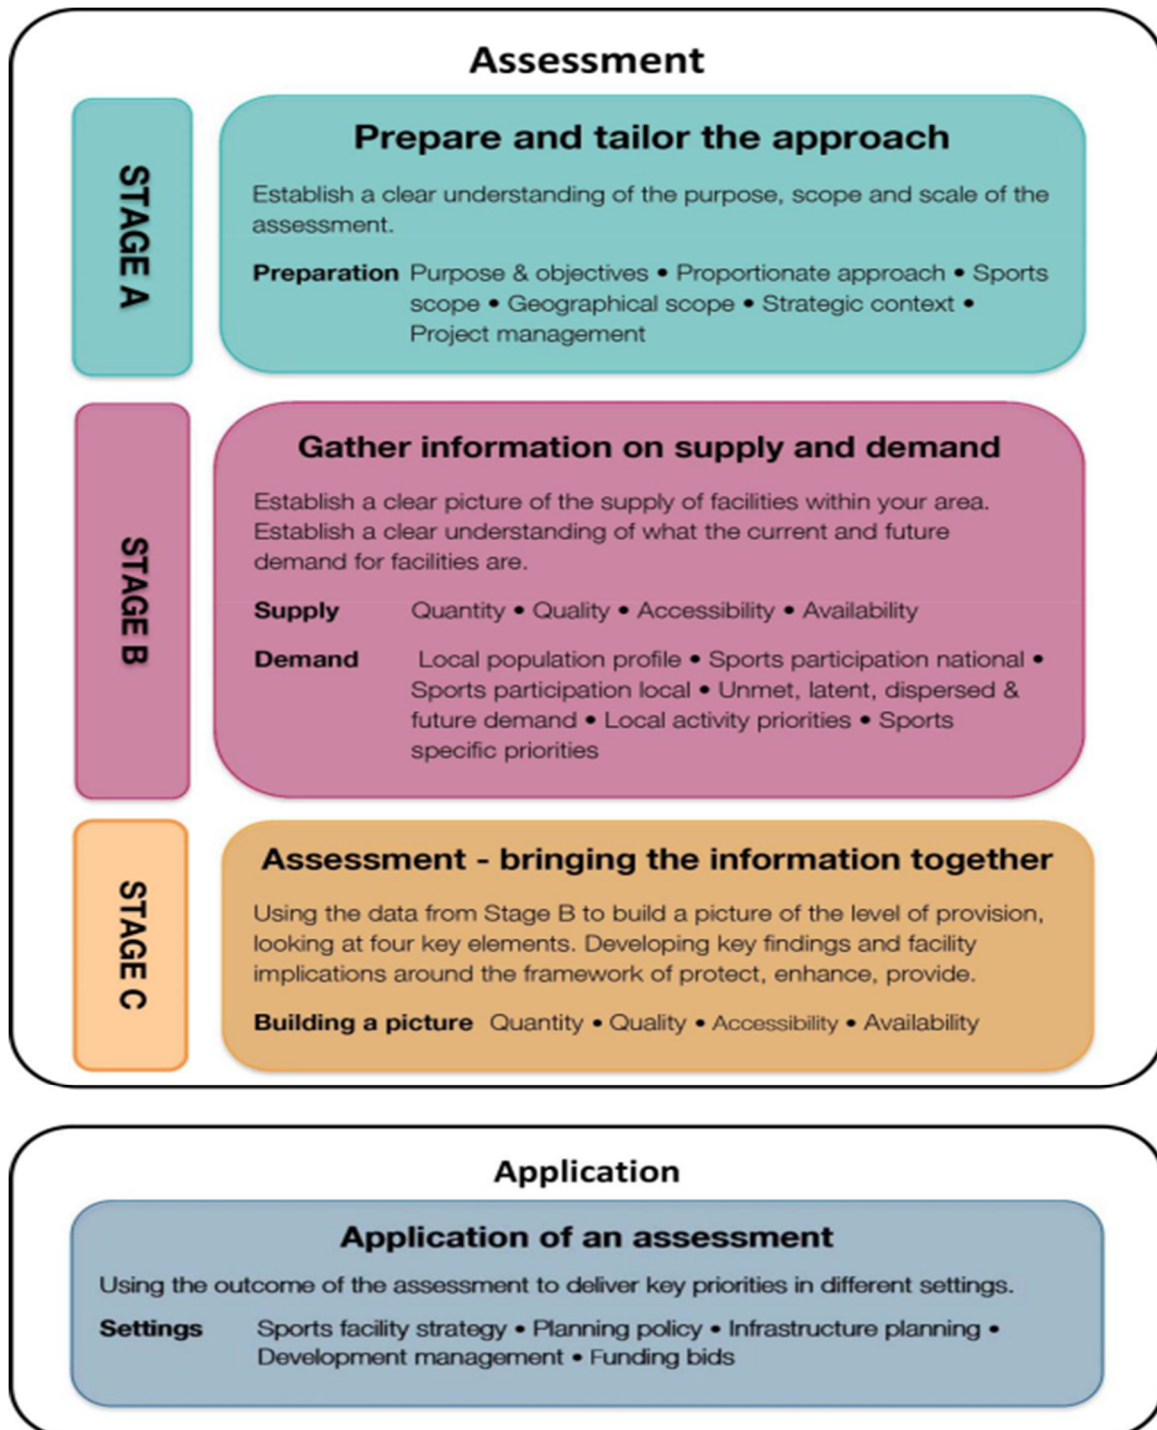 Assessment
STAGE A
Prepare and tailor the approach
Establish a clear understanding of the purpose, scope and scale of the
assessment.
Preparation Purpose & objectives • Proportionate approach • Sports
scope • Geographical scope • Strategic context •
Project management
STAGE B
Gather information on supply and demand
Establish a clear picture of the supply of facilities within your area.
Establish a clear understanding of what the current and future
demand for facilities are.
Supply Quantity • Quality • Accessibility • Availability
Demand Local population profile • Sports participation national •
Sports participation local • Unmet, latent, dispersed &
future demand • Local activity priorities • Sports
specific priorities
STAGE C
Assessment - bringing the information together
Using the data from Stage B to build a picture of the level of provision,
looking at four key elements. Developing key findings and facility
implications around the framework of protect, enhance, provide.
Building a picture Quantity • Quality • Accessibility • Availability
Application
Application of an assessment
Using the outcome of the assessment to deliver key priorities in different settings.
Settings Sports facility strategy • Planning policy • Infrastructure planning •
Development management • Funding bids